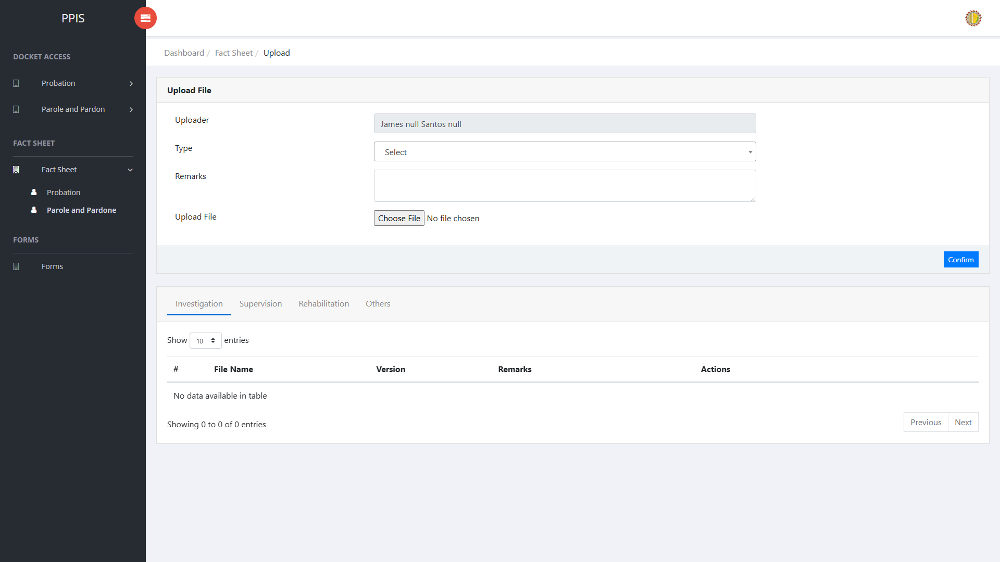 PPIS
DOCKET ACCESS
Probation
Parole and Pardon
FACT SHEET
Fact Sheet
Probation
Parole and Pardone
FORMS
Forms
Dashboard / Fact Sheet / Upload
Upload File
Uploader
James null Santos null
Type
Select
Remarks
Upload File
Choose File No file chosen
Confirm
Investigation Supervision Rehabilitation Others
Show 10 entries
# File Name Version Remarks Actions
No data available in table
Showing 0 to 0 of 0 entries
Previous Next